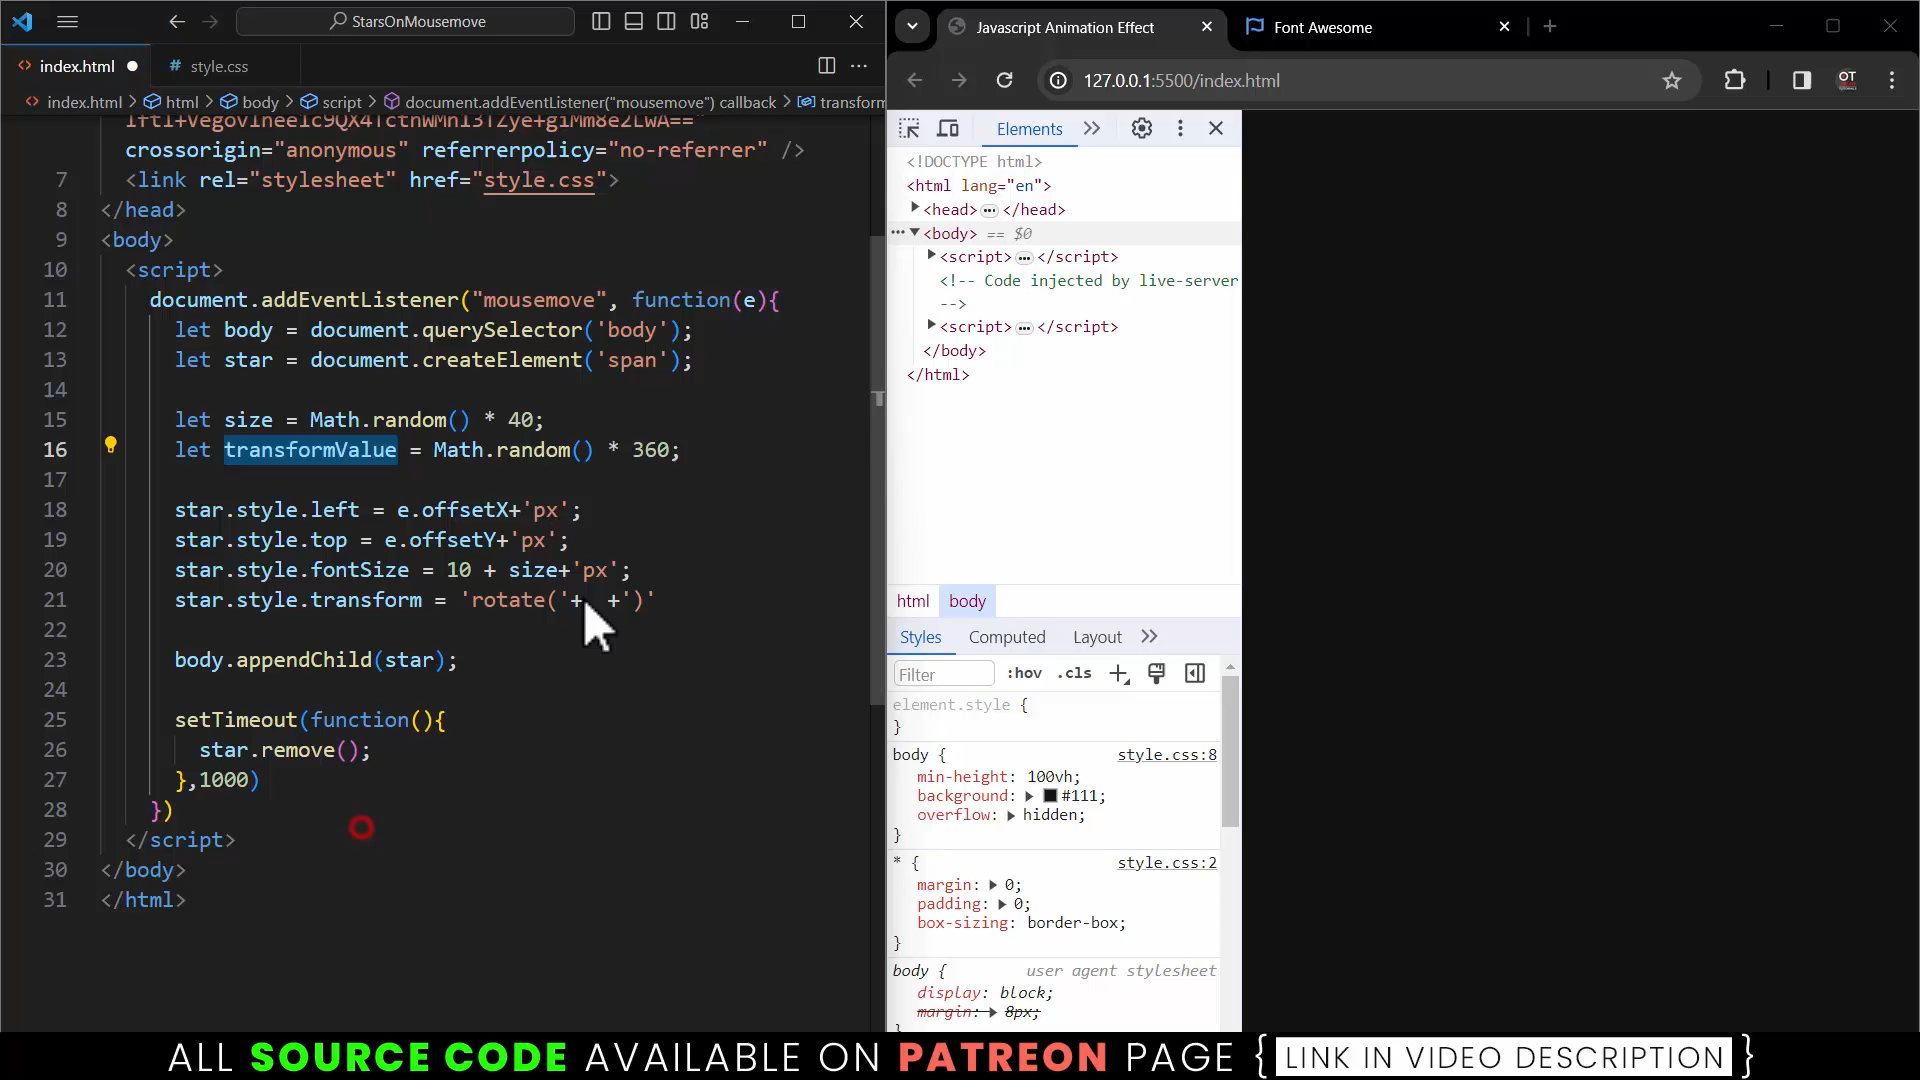 StarsOnMousemove
index.html
style.css
index.html > html > body > script > document.addEventListener("mousemove") callback > transform
crossorigin="anonymous" referrerpolicy="no-referrer" />
7 <link rel="stylesheet" href="style.css">
8 </head>
9 <body>
10 <script>
11 document.addEventListener("mousemove", function(e){
12 let body = document.querySelector('body');
13 let star = document.createElement('span');
14
15 let size = Math.random() * 40;
16 let transformValue = Math.random() * 360;
17
18 star.style.left = e.offsetX+'px';
19 star.style.top = e.offsetY+'px';
20 star.style.fontSize = 10 + size+'px';
21 star.style.transform = 'rotate('+ +')'
22
23 body.appendChild(star);
24
25 setTimeout(function(){
26 star.remove();
27 },1000)
28 })
29 </script>
30 </body>
31 </html>
Javascript Animation Effect
Font Awesome
127.0.0.1:5500/index.html
OT
Elements
<!DOCTYPE html>
<html lang="en">
<head> ... </head>
... <body> == $0
<script> ... </script>
<!-- Code injected by live-server
-->
<script> ... </script>
</body>
</html>
html body
Styles Computed Layout
Filter :hov .cls
element.style {
}
body { style.css:8
min-height: 100vh;
background: #111;
overflow: hidden;
}
* { style.css:2
margin: 0;
padding: 0;
box-sizing: border-box;
}
body { user agent stylesheet
display: block;
margin: 8px;
}
ALL SOURCE CODE AVAILABLE ON PATREON PAGE { LINK IN VIDEO DESCRIPTION }